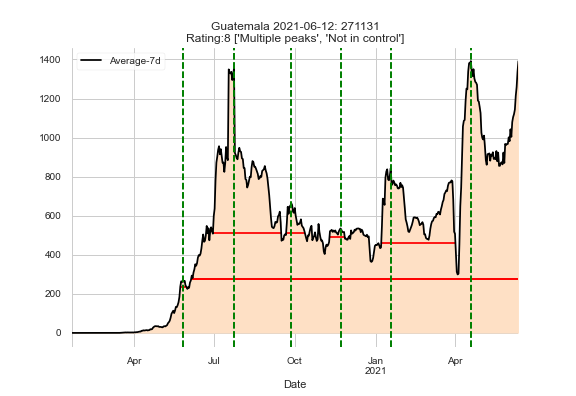 Guatemala 2021-06-12: 271131
Rating:8 ['Multiple peaks', 'Not in control']
Average-7d
1400
1200
1000
800
600
400
200
0
Apr
Jul
Oct
Jan
2021
Apr
Date